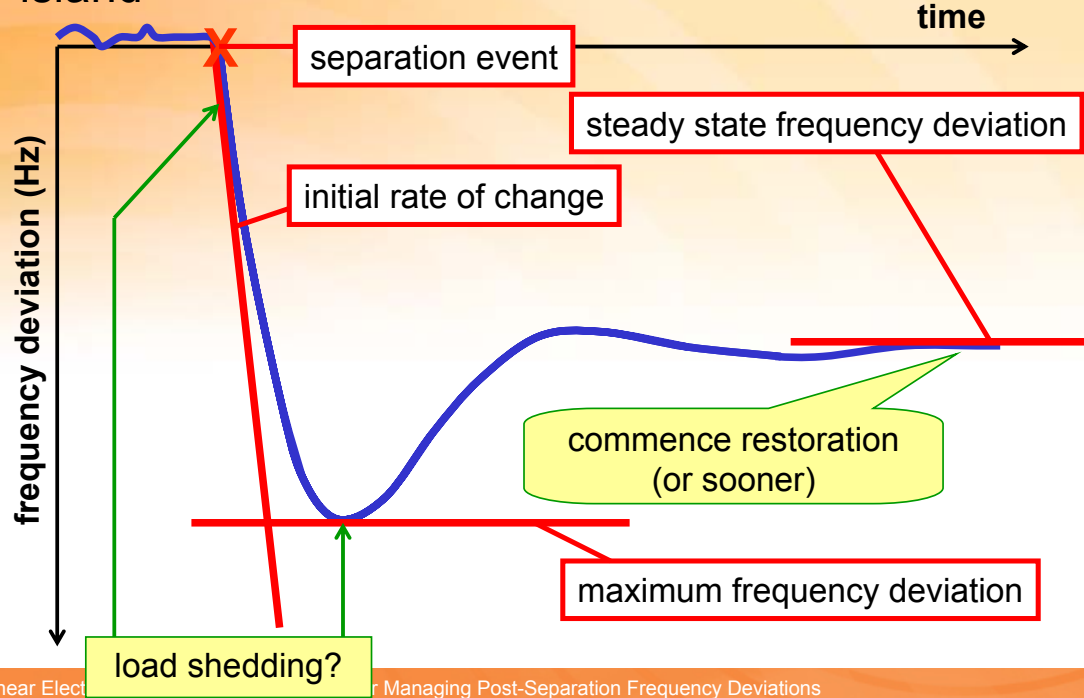 island
time
separation event
steady state frequency deviation
initial rate of change
frequency deviation (Hz)
commence restoration
(or sooner)
maximum frequency deviation
load shedding?
Managing Post-Separation Frequency Deviations